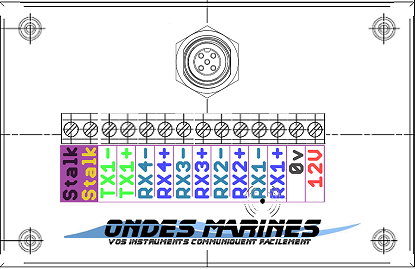 Stalk
Stalk
TX1-
TX1+
RX4-
RX4+
RX3-
RX3+
RX2-
RX2+
RX1-
RX1+
0v
12V
ONDES MARINES
VOS INSTRUMENTS COMMUNIQUENT FACILEMENT